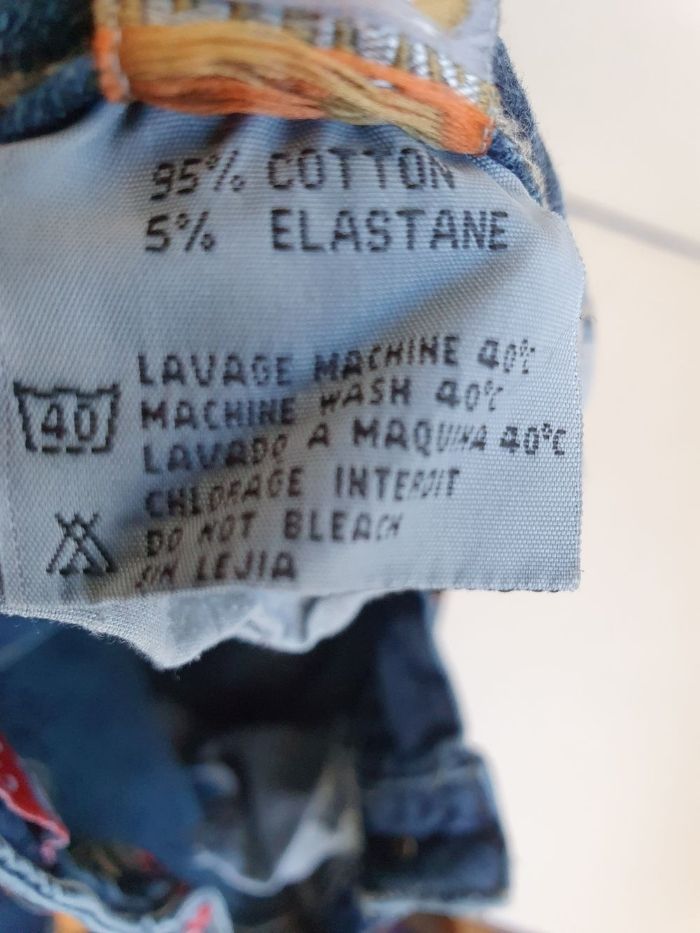 95% COTTON
5% ELASTANE
LAVAGE MACHINE 40°C
40
MACHINE WASH 40°C
LAVADO A MAQUINA 40°C
CHLORAGE INTERDIT
DO NOT BLEACH
SIN LEJIA